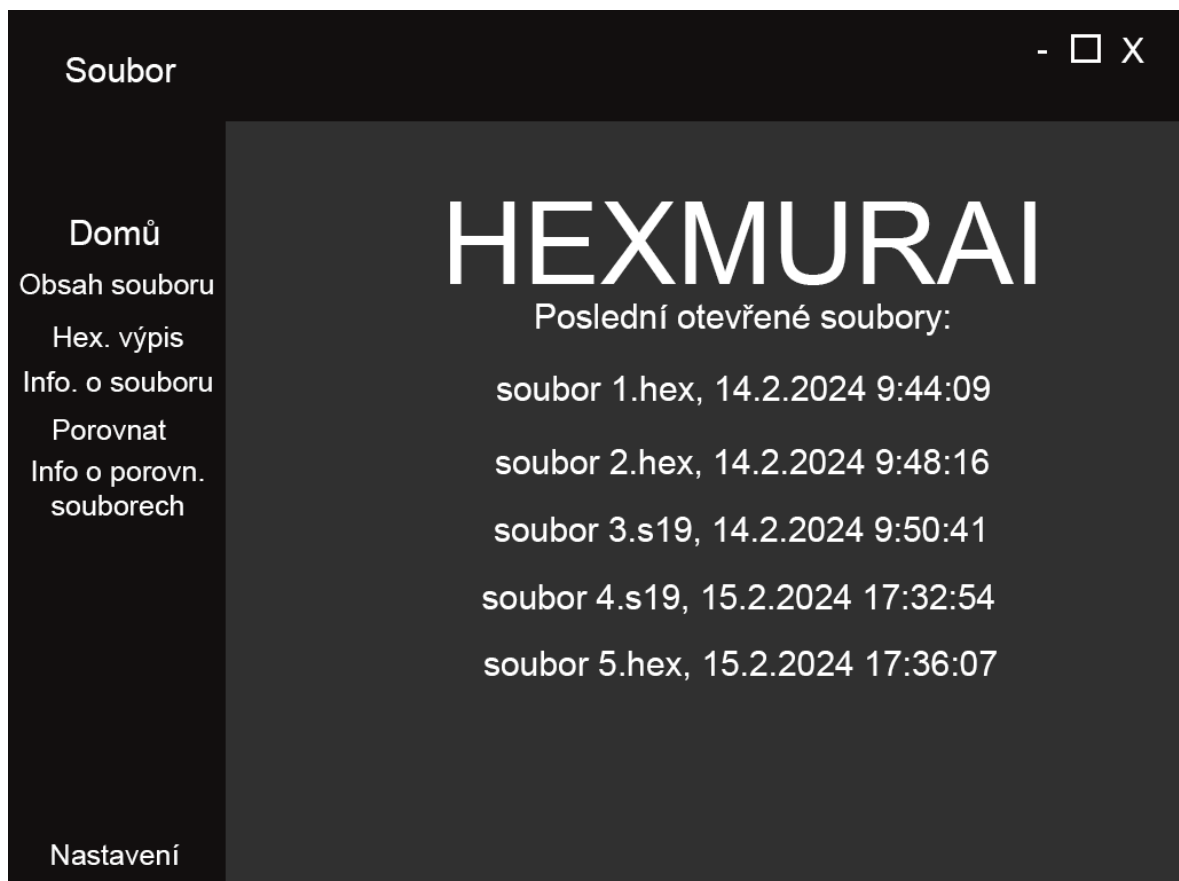 Soubor
- X
Domů
Obsah souboru
Hex. výpis
Info. o souboru
Porovnat
Info o porovn.
souborech
Nastavení
HEXMURAI
Poslední otevřené soubory:
soubor 1.hex, 14.2.2024 9:44:09
soubor 2.hex, 14.2.2024 9:48:16
soubor 3.s19, 14.2.2024 9:50:41
soubor 4.s19, 15.2.2024 17:32:54
soubor 5.hex, 15.2.2024 17:36:07